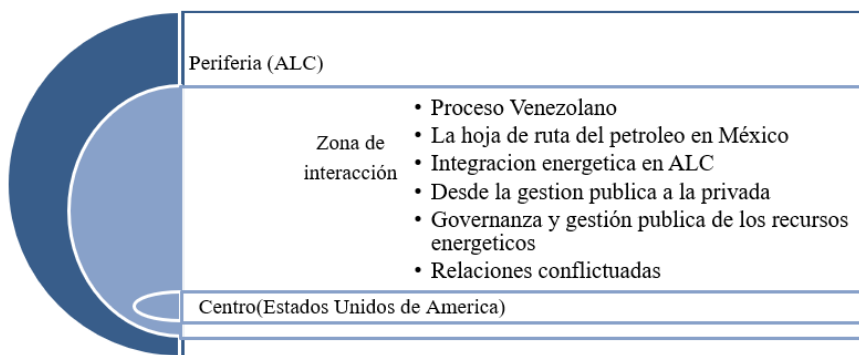 Periferia (ALC)
Zona de
interacción
• Proceso Venezolano
• La hoja de ruta del petroleo en México
• Integracion energetica en ALC
• Desde la gestion publica a la privada
• Governanza y gestión publica de los recursos
energeticos
• Relaciones conflictuadas
Centro(Estados Unidos de America)